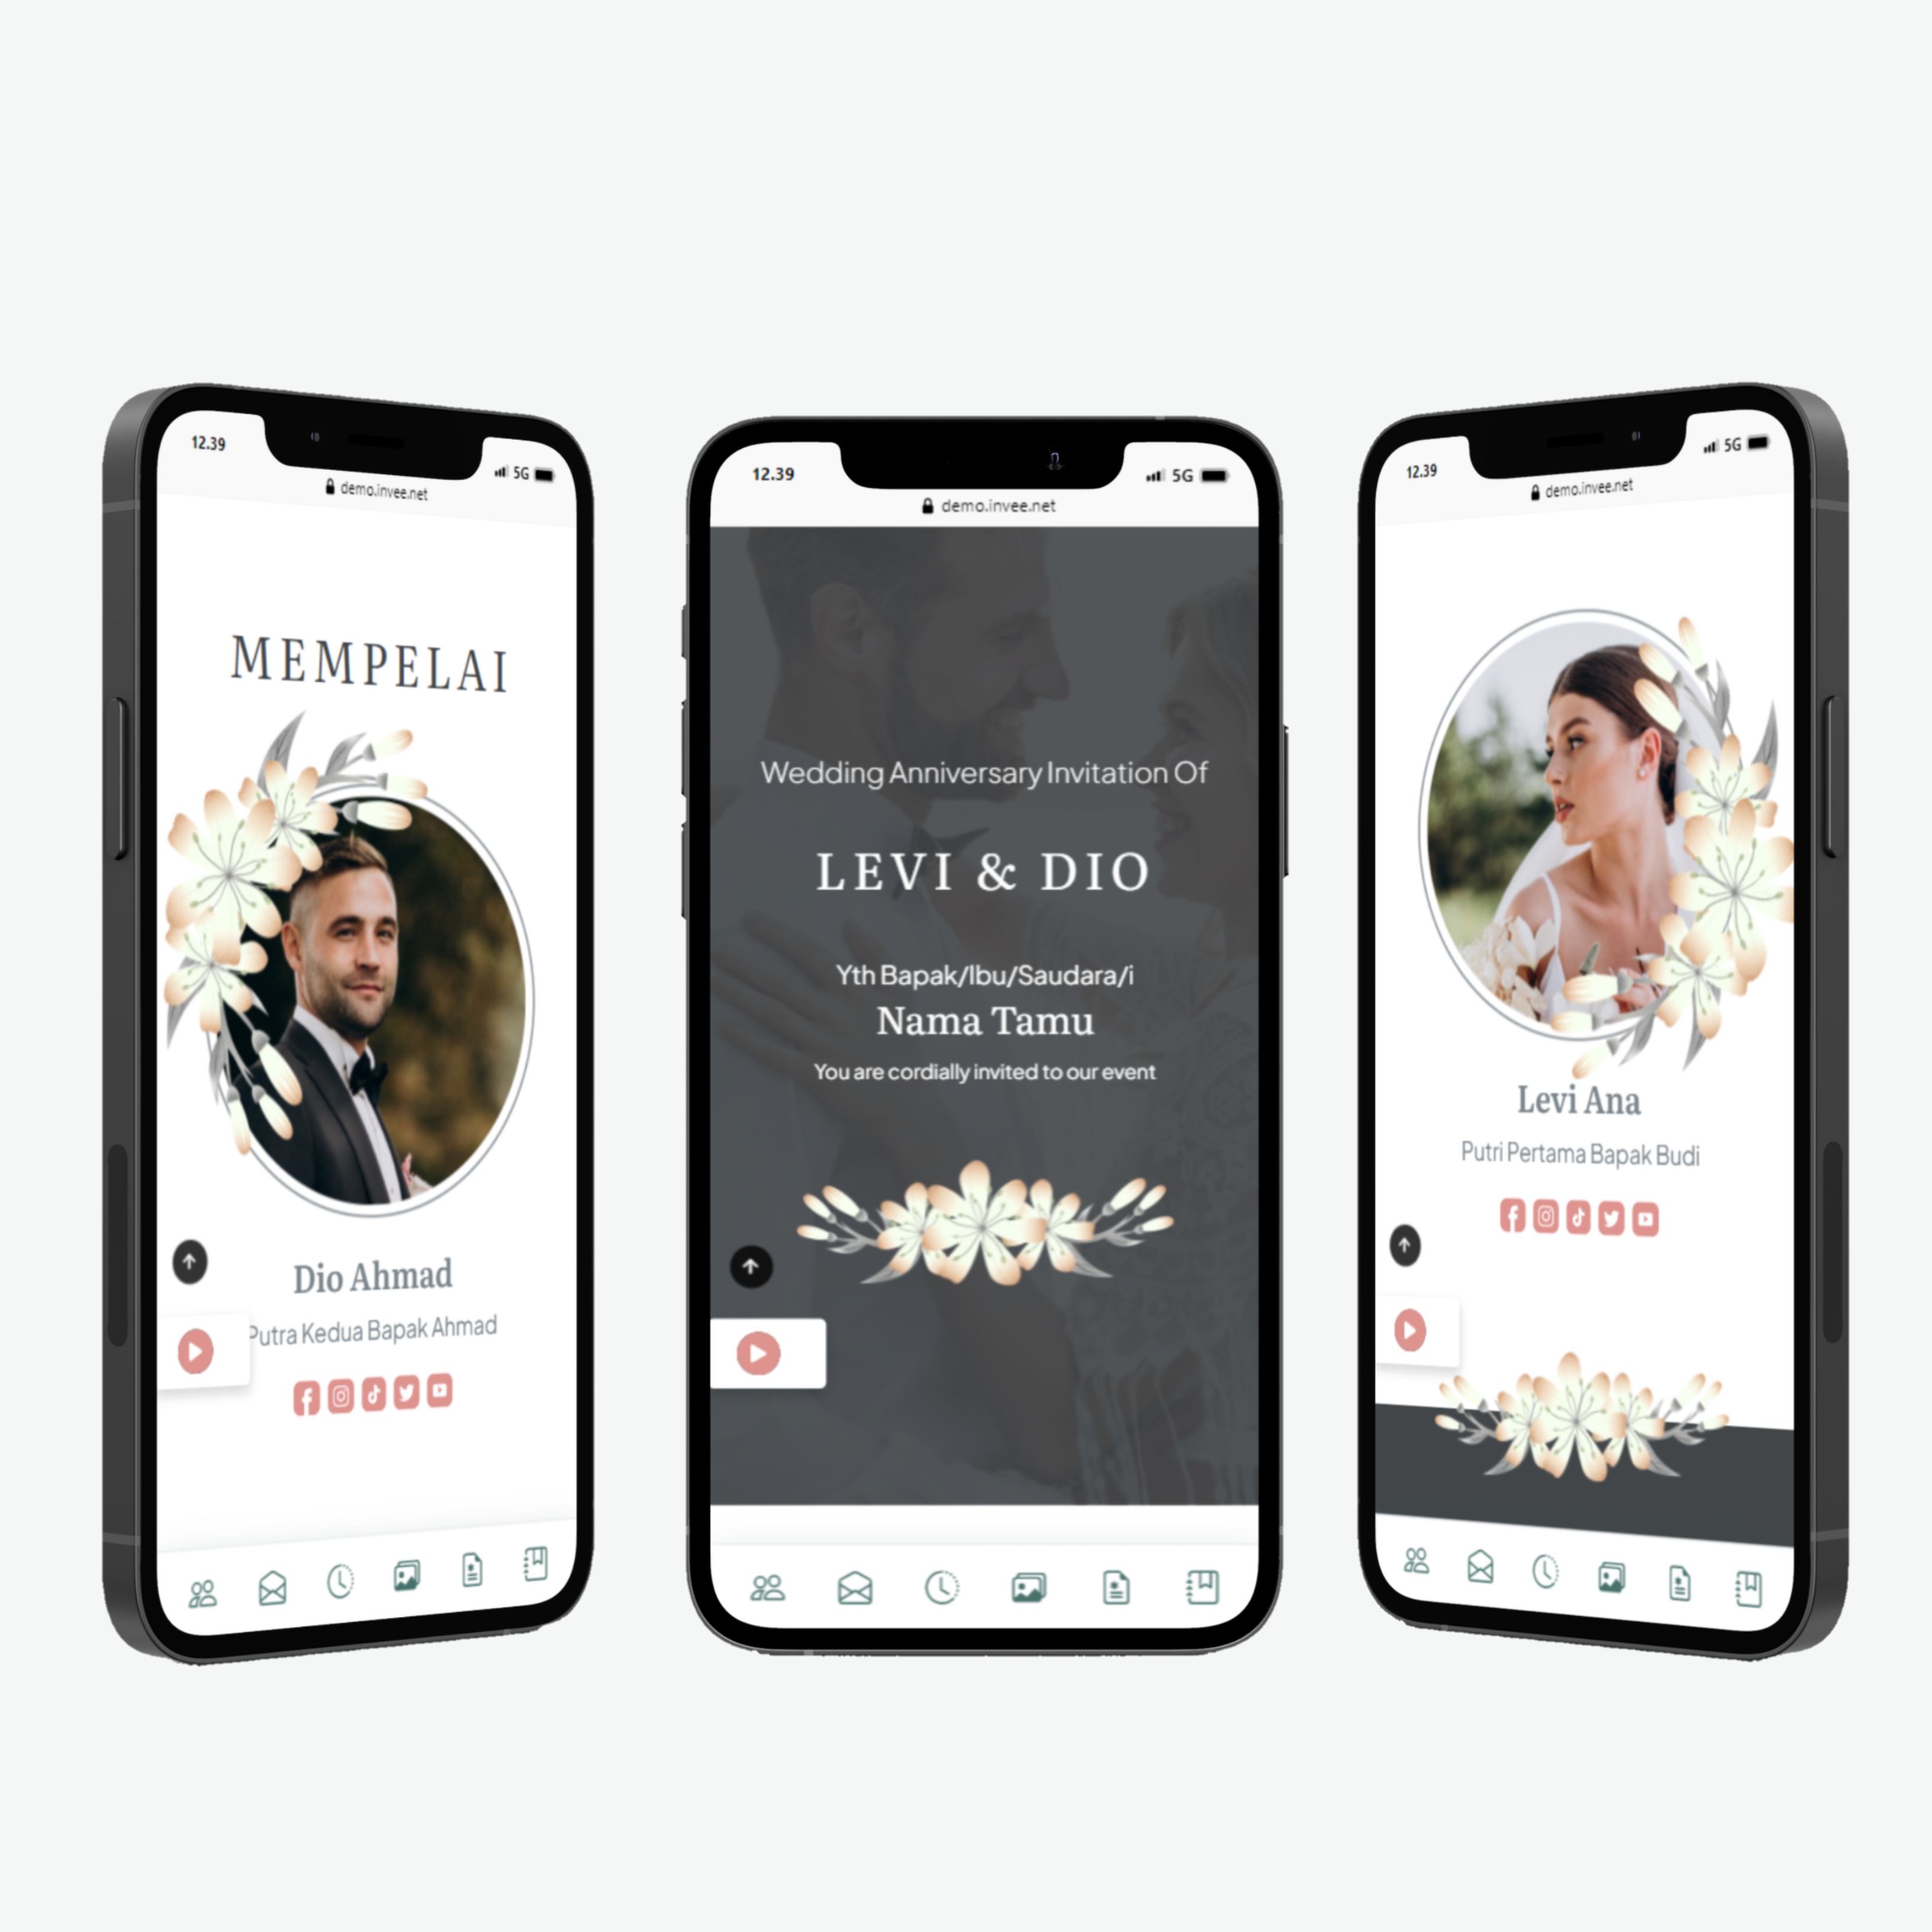 12.39
5G
demo.invee.net
MEMPELAI
Dio Ahmad
Putra Kedua Bapak Ahmad
12.39
5G
demo.invee.net
Wedding Anniversary Invitation Of
LEVI & DIO
Yth Bapak/Ibu/Saudara/i
Nama Tamu
You are cordially invited to our event
12.39
5G
demo.invee.net
Levi Ana
Putri Pertama Bapak Budi